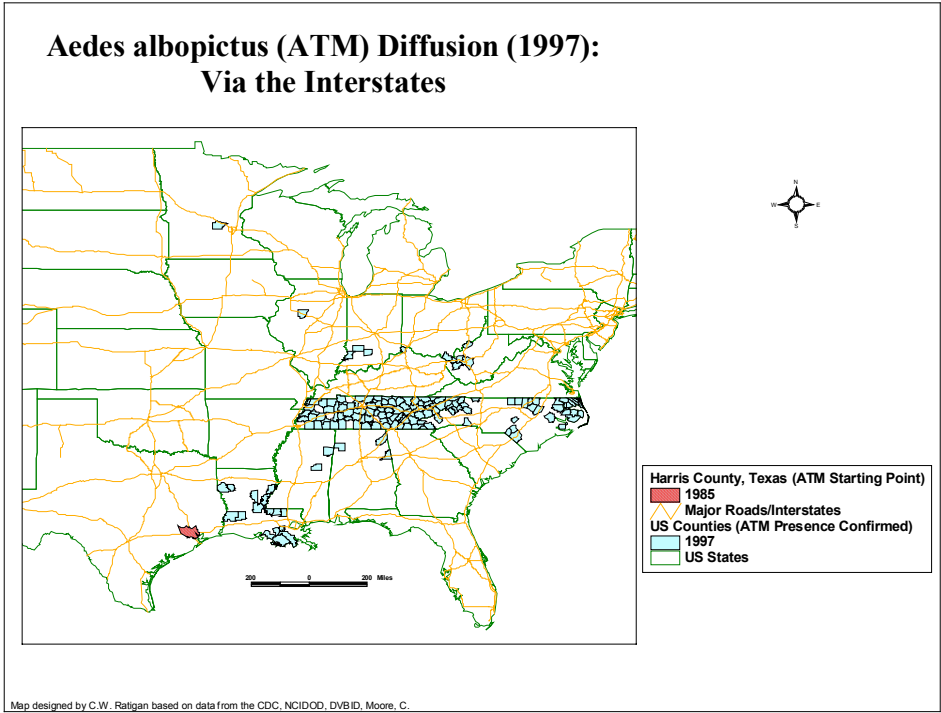 Aedes albopictus (ATM) Diffusion (1997):
Via the Interstates
N
W E
S
Harris County, Texas (ATM Starting Point)
1985
Major Roads/Interstates
US Counties (ATM Presence Confirmed)
1997
US States
200 0 200 Miles
Map designed by C.W. Ratigan based on data from the CDC, NCIDOD, DVBID, Moore, C.